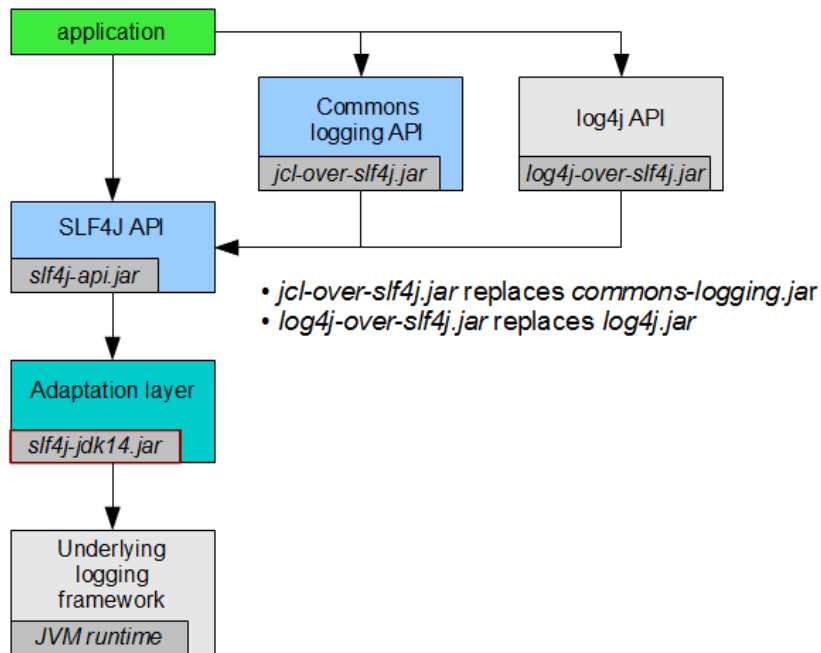 application
Commons
logging API
jcl-over-slf4j.jar
log4j API
log4j-over-slf4j.jar
SLF4J API
slf4j-api.jar
• jcl-over-slf4j.jar replaces commons-logging.jar
• log4j-over-slf4j.jar replaces log4j.jar
Adaptation layer
slf4j-jdk14.jar
Underlying
logging
framework
JVM runtime